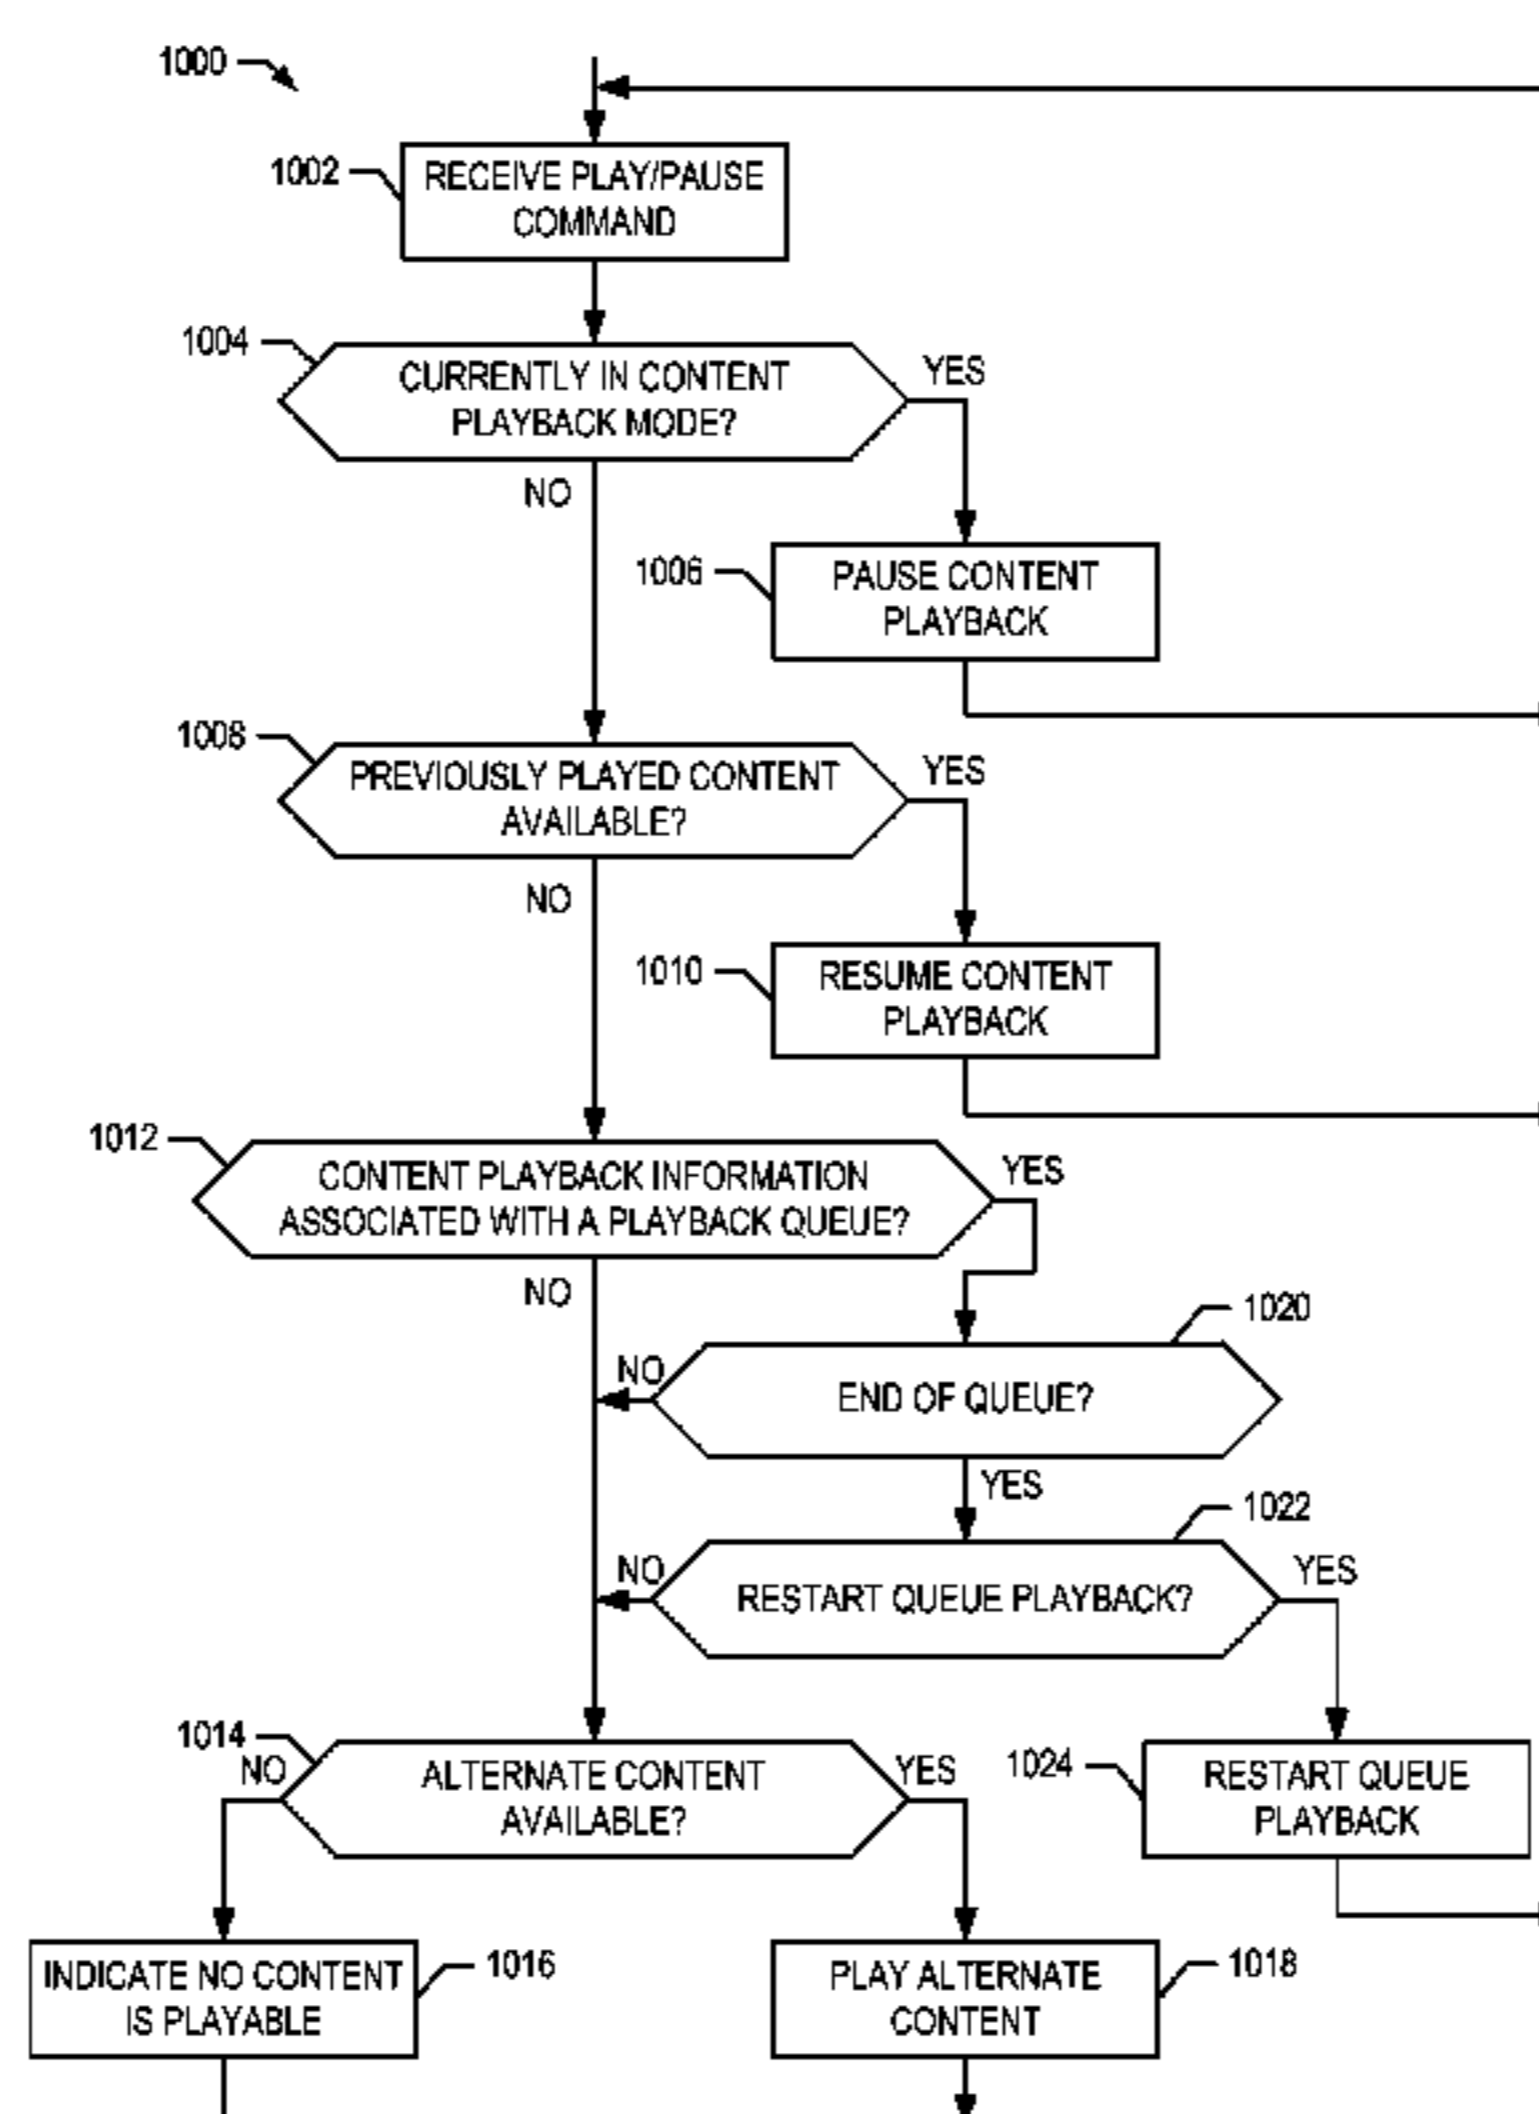 1000
1002
RECEIVE PLAY/PAUSE
COMMAND
1004
CURRENTLY IN CONTENT
PLAYBACK MODE?
YES
NO
1006
PAUSE CONTENT
PLAYBACK
1008
PREVIOUSLY PLAYED CONTENT
AVAILABLE?
YES
NO
1010
RESUME CONTENT
PLAYBACK
1012
CONTENT PLAYBACK INFORMATION
ASSOCIATED WITH A PLAYBACK QUEUE?
YES
NO
1020
NO
END OF QUEUE?
YES
1022
NO
RESTART QUEUE PLAYBACK?
YES
1014
NO
ALTERNATE CONTENT
AVAILABLE?
YES
1024
RESTART QUEUE
PLAYBACK
INDICATE NO CONTENT
IS PLAYABLE
1016
PLAY ALTERNATE
CONTENT
1018